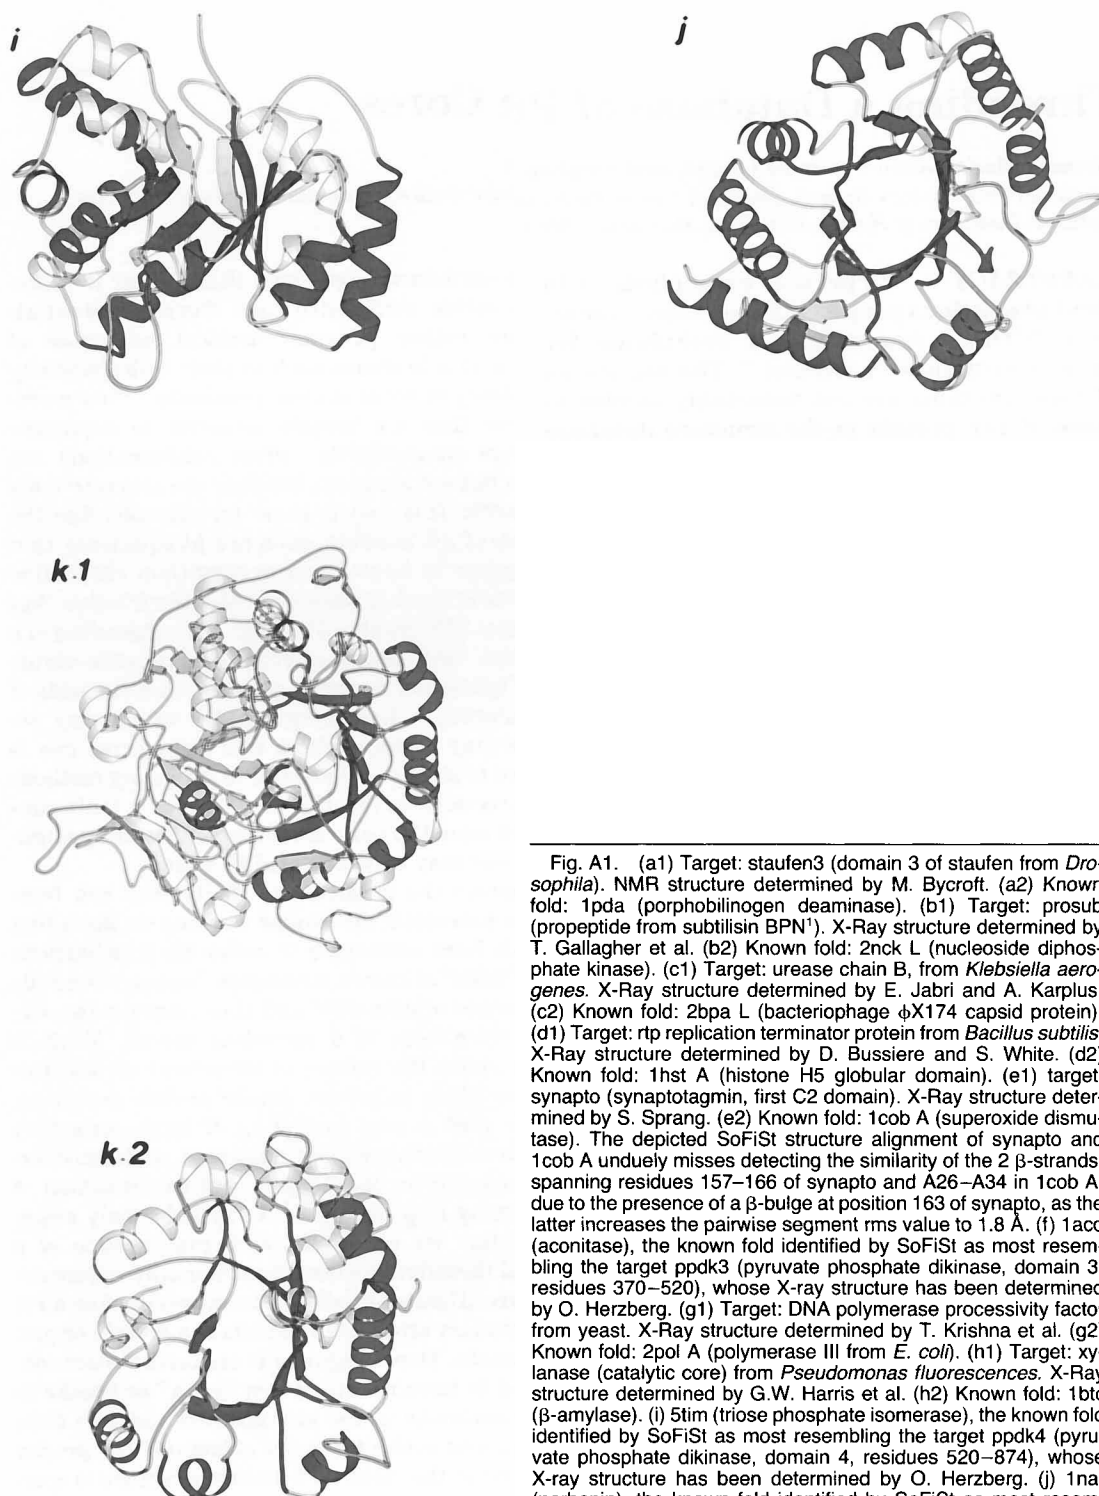 i
j
k.1
k.2
Fig. A1. (a1) Target: staufen3 (domain 3 of staufen from Dro-
sophila). NMR structure determined by M. Bycroft. (a2) Known
fold: 1pda (porphobilinogen deaminase). (b1) Target: prosub
(propeptide from subtilisin BPN¹). X-Ray structure determined by
T. Gallagher et al. (b2) Known fold: 2nck L (nucleoside diphos-
phate kinase). (c1) Target: urease chain B, from Klebsiella aero-
genes. X-Ray structure determined by E. Jabri and A. Karplus
(c2) Known fold: 2bpa L (bacteriophage ϕX174 capsid protein)
(d1) Target: rtp replication terminator protein from Bacillus subtilis
X-Ray structure determined by D. Bussiere and S. White. (d2)
Known fold: 1hst A (histone H5 globular domain). (e1) target
synapto (synaptotagmin, first C2 domain). X-Ray structure deter-
mined by S. Sprang. (e2) Known fold: 1cob A (superoxide dismu-
tase). The depicted SoFiSt structure alignment of synapto and
1cob A unduely misses detecting the similarity of the 2 β-strands
spanning residues 157–166 of synapto and A26–A34 in 1cob A
due to the presence of a β-bulge at position 163 of synapto, as the
latter increases the pairwise segment rms value to 1.8 Å. (f) 1aco
(aconitase), the known fold identified by SoFiSt as most resem-
bling the target ppdk3 (pyruvate phosphate dikinase, domain 3
residues 370–520), whose X-ray structure has been determined
by O. Herzberg. (g1) Target: DNA polymerase processivity facto
from yeast. X-Ray structure determined by T. Krishna et al. (g2)
Known fold: 2pol A (polymerase III from E. coli). (h1) Target: xy-
lanase (catalytic core) from Pseudomonas fluorescences. X-Ray
structure determined by G.W. Harris et al. (h2) Known fold: 1btc
(β-amylase). (i) 5tim (triose phosphate isomerase), the known fold
identified by SoFiSt as most resembling the target ppdk4 (pyru-
vate phosphate dikinase, domain 4, residues 520–874), whose
X-ray structure has been determined by O. Herzberg. (j) 1nar